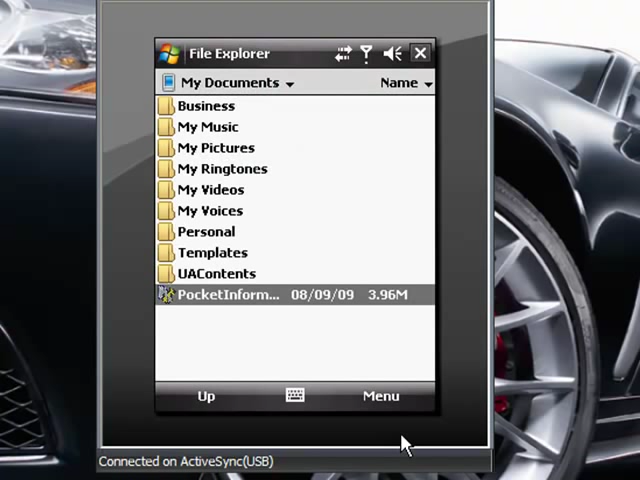 File Explorer
My Documents Name
Business
My Music
My Pictures
My Ringtones
My Videos
My Voices
Personal
Templates
UAContents
PocketInform... 08/09/09 3.96M
Up Menu
Connected on ActiveSync(USB)